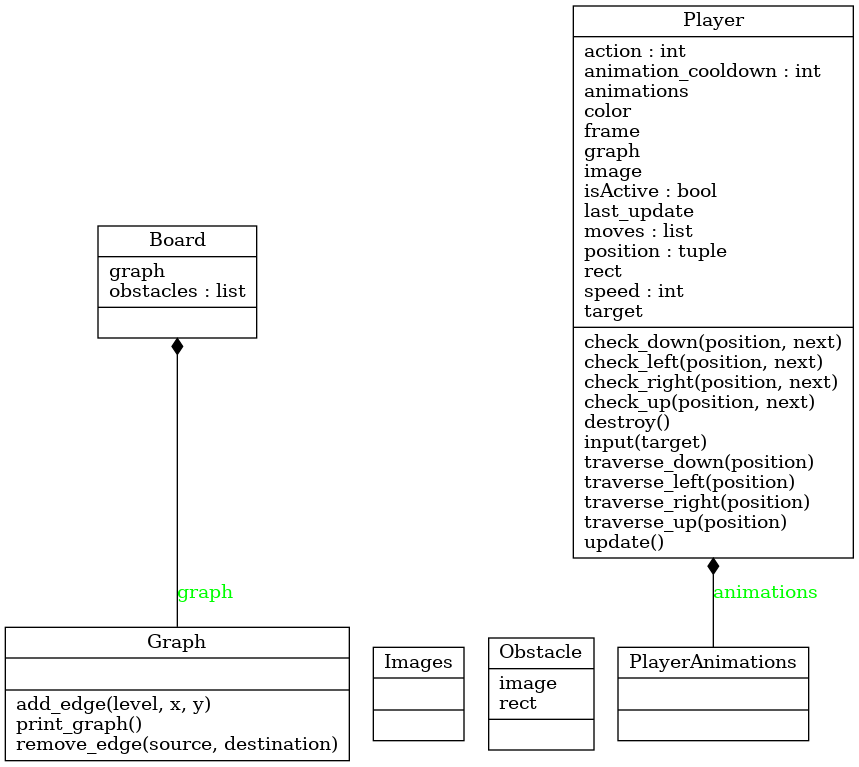 Player
action : int
animation_cooldown : int
animations
color
frame
graph
image
isActive : bool
last_update
moves : list
position : tuple
rect
speed : int
target
check_down(position, next)
check_left(position, next)
check_right(position, next)
check_up(position, next)
destroy()
input(target)
traverse_down(position)
traverse_left(position)
traverse_right(position)
traverse_up(position)
update()
Board
graph
obstacles : list
graph
animations
Graph
add_edge(level, x, y)
print_graph()
remove_edge(source, destination)
Images
Obstacle
image
rect
PlayerAnimations